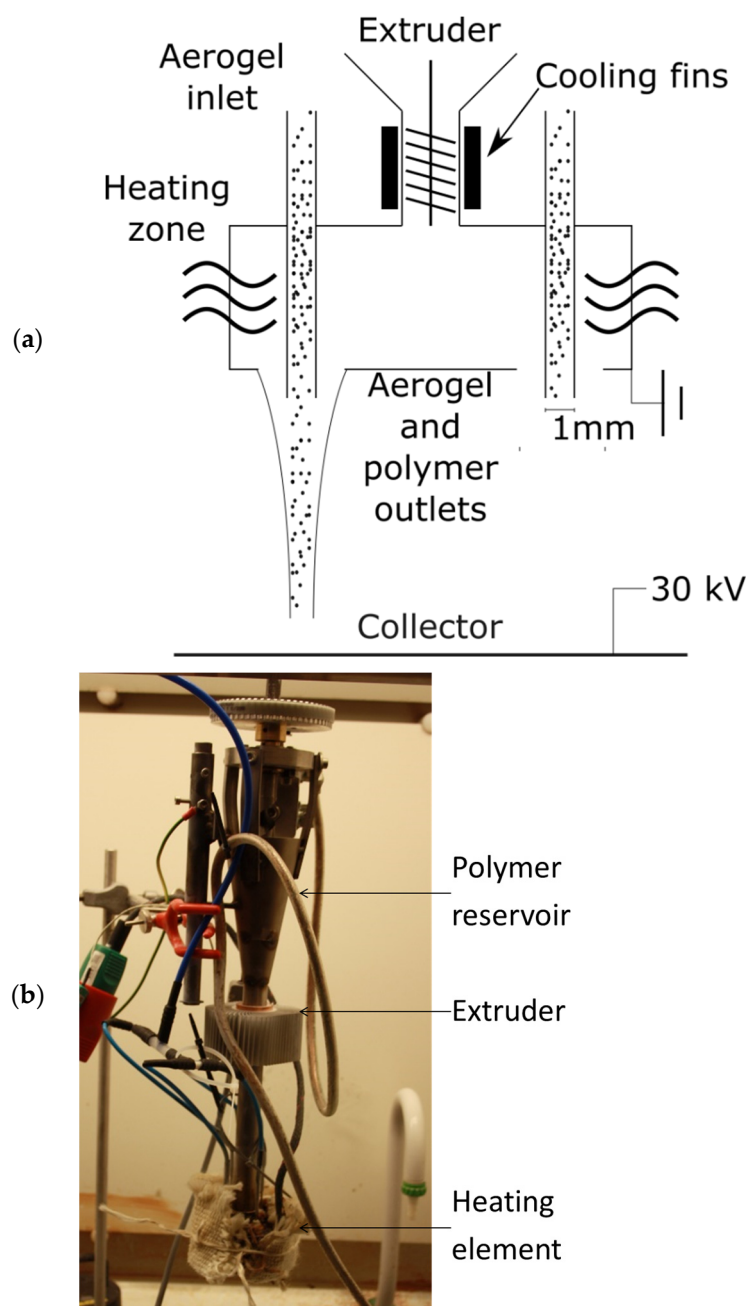 Extruder
Aerogel
inlet
Cooling fins
Heating
zone
(a)
Aerogel
and
polymer
outlets
1mm
30 kV
Collector
Polymer
reservoir
(b)
Extruder
Heating
element